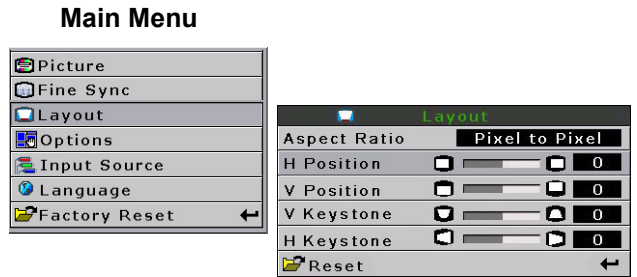 Main Menu
Picture
Fine Sync
Layout
Options
Input Source
Language
Factory Reset
Layout
Aspect Ratio Pixel to Pixel
H Position 0
V Position 0
V Keystone 0
H Keystone 0
Reset